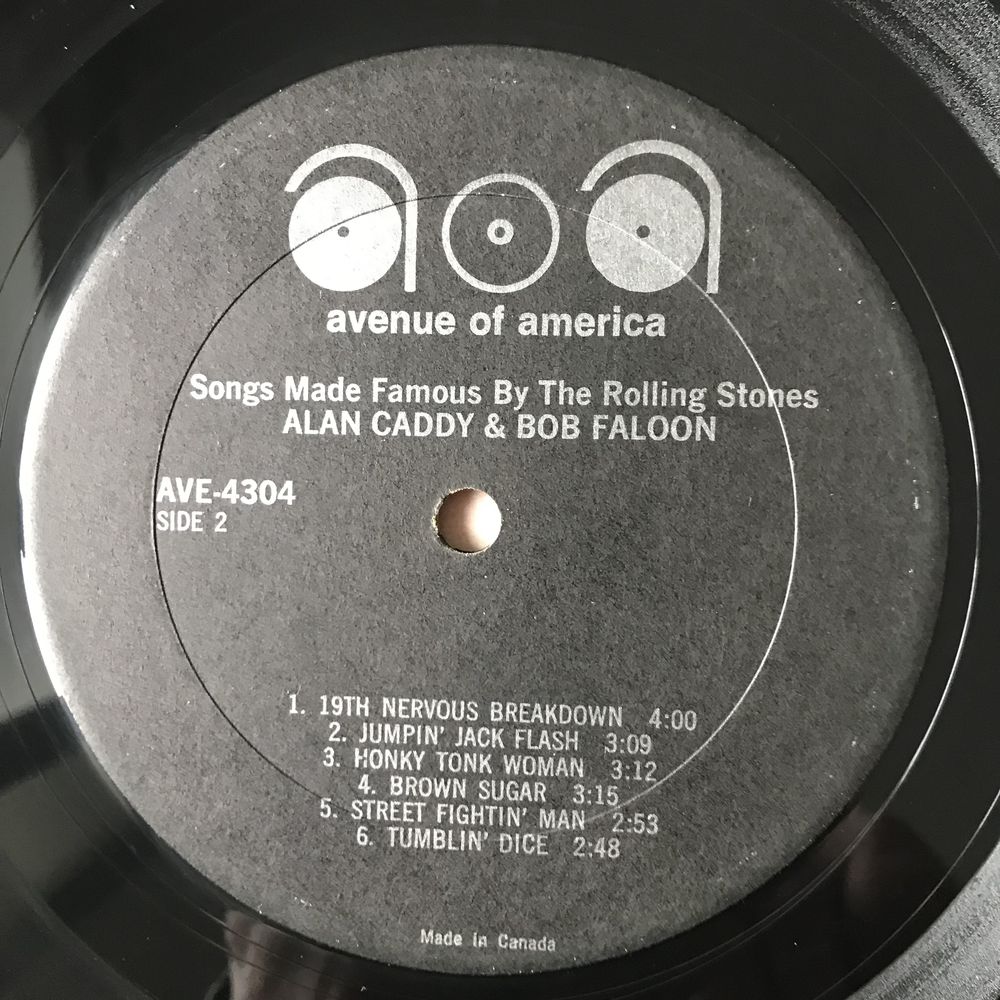 aoa
avenue of america
Songs Made Famous By The Rolling Stones
ALAN CADDY & BOB FALOON
AVE-4304
SIDE 2
1. 19TH NERVOUS BREAKDOWN 4:00
2. JUMPIN' JACK FLASH 3:09
3. HONKY TONK WOMAN 3:12
4. BROWN SUGAR 3:15
5. STREET FIGHTIN' MAN 2:53
6. TUMBLIN' DICE 2:48
Made in Canada